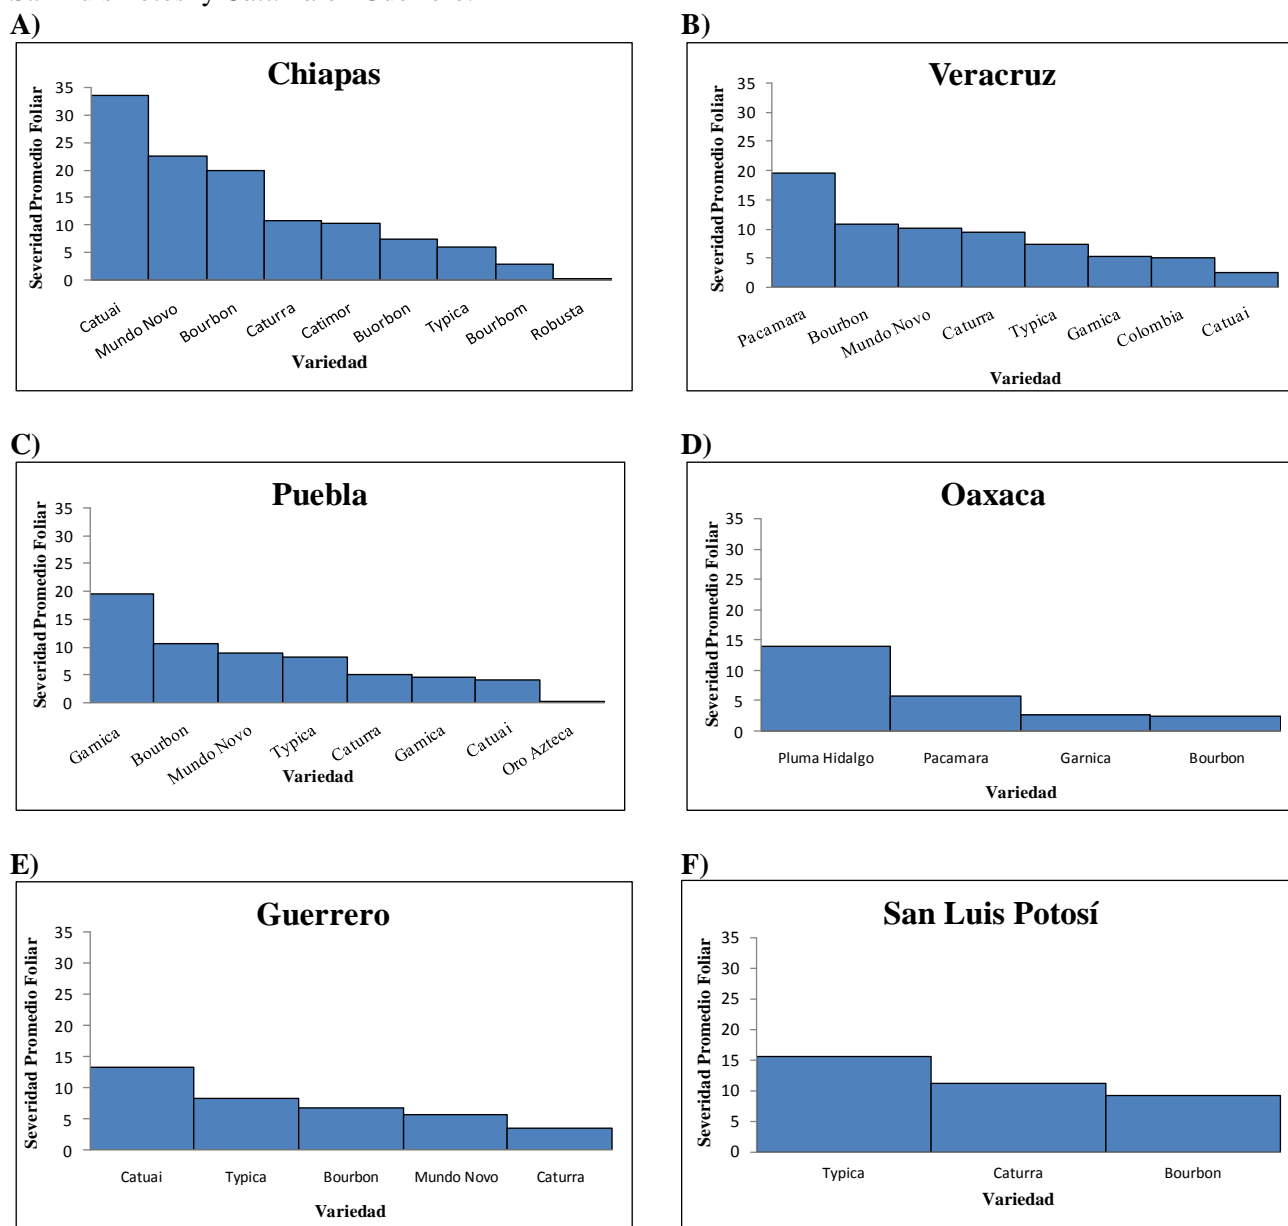 San Luis Potosí y en Guerrero.
A)
Chiapas
Severidad Promedio Foliar
35
30
25
20
15
10
5
0
Catuai
Mundo Novo
Bourbon
Caturra
Catimor
Buorbon
Typica
Bourbom
Robusta
Variedad
B)
Veracruz
Severidad Promedio Foliar
35
30
25
20
15
10
5
0
Pacamara
Bourbon
Mundo Novo
Caturra
Typica
Garnica
Colombia
Catuai
Variedad
C)
Puebla
Severidad Promedio Foliar
35
30
25
20
15
10
5
0
Garnica
Bourbon
Mundo Novo
Typica
Caturra
Garnica
Catuai
Oro Azteca
Variedad
D)
Oaxaca
Severidad Promedio Foliar
35
30
25
20
15
10
5
0
Pluma Hidalgo
Pacamara
Garnica
Bourbon
Variedad
E)
Guerrero
Severidad Promedio Foliar
35
30
25
20
15
10
5
0
Catuai
Typica
Bourbon
Mundo Novo
Caturra
Variedad
F)
San Luis Potosí
Severidad Promedio Foliar
35
30
25
20
15
10
5
0
Typica
Caturra
Bourbon
Variedad